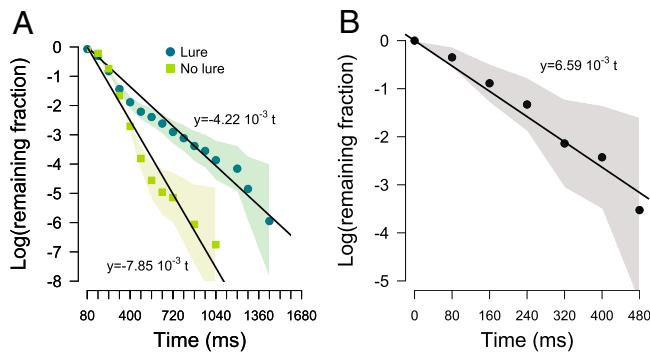 A
Log(remaining fraction)
0
-1
-2
-3
-4
-5
-6
-7
-8
Lure
No lure
y=-4.22 10⁻³ t
y=-7.85 10⁻³ t
80 400 720 1040 1360 1680
Time (ms)
B
Log(remaining fraction)
0
-1
-2
-3
-4
-5
y=6.59 10⁻³ t
0 80 160 240 320 400 480
Time (ms)